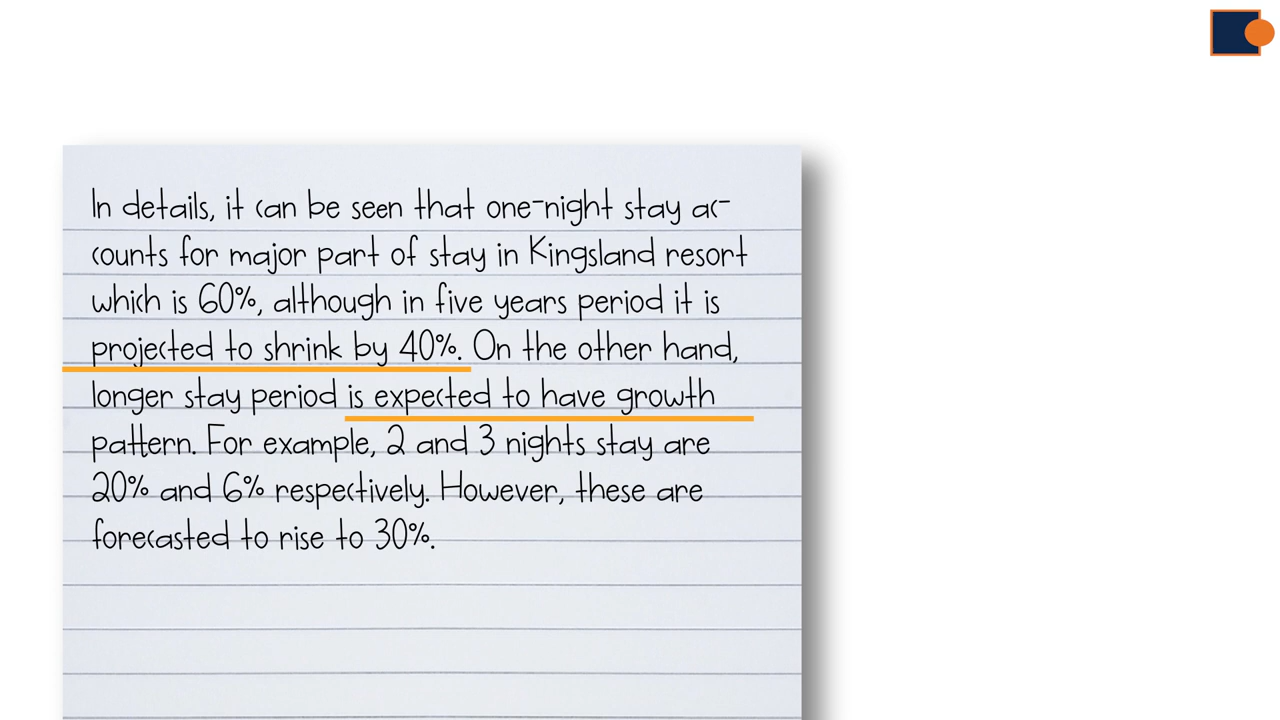 In details, it can be seen that one-night stay ac-
counts for major part of stay in Kingsland resort
which is 60%, although in five years period it is
projected to shrink by 40%. On the other hand,
longer stay period is expected to have growth
pattern. For example, 2 and 3 nights stay are
20% and 6% respectively. However, these are
forecasted to rise to 30%.